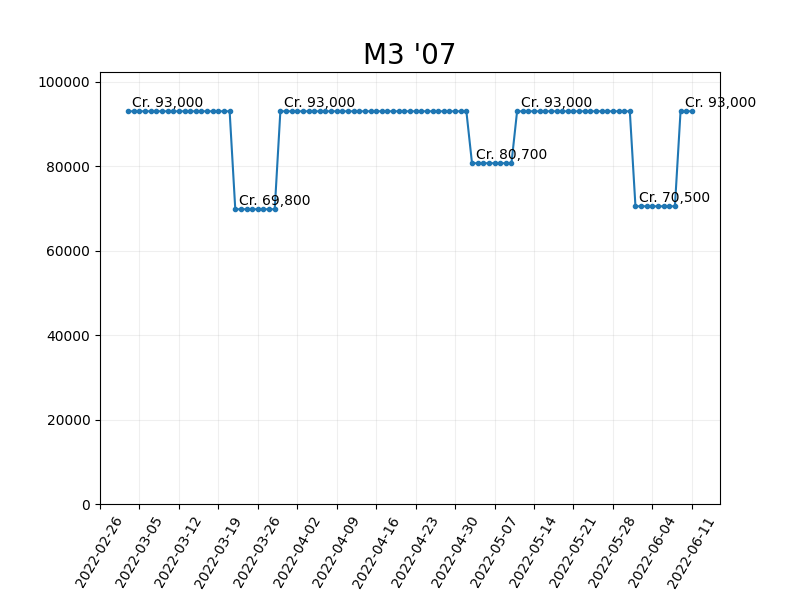 M3 '07
100000
80000
60000
40000
20000
0
Cr. 93,000
Cr. 69,800
Cr. 93,000
Cr. 80,700
Cr. 93,000
Cr. 70,500
Cr. 93,000
2022-02-26
2022-03-05
2022-03-12
2022-03-19
2022-03-26
2022-04-02
2022-04-09
2022-04-16
2022-04-23
2022-04-30
2022-05-07
2022-05-14
2022-05-21
2022-05-28
2022-06-04
2022-06-11